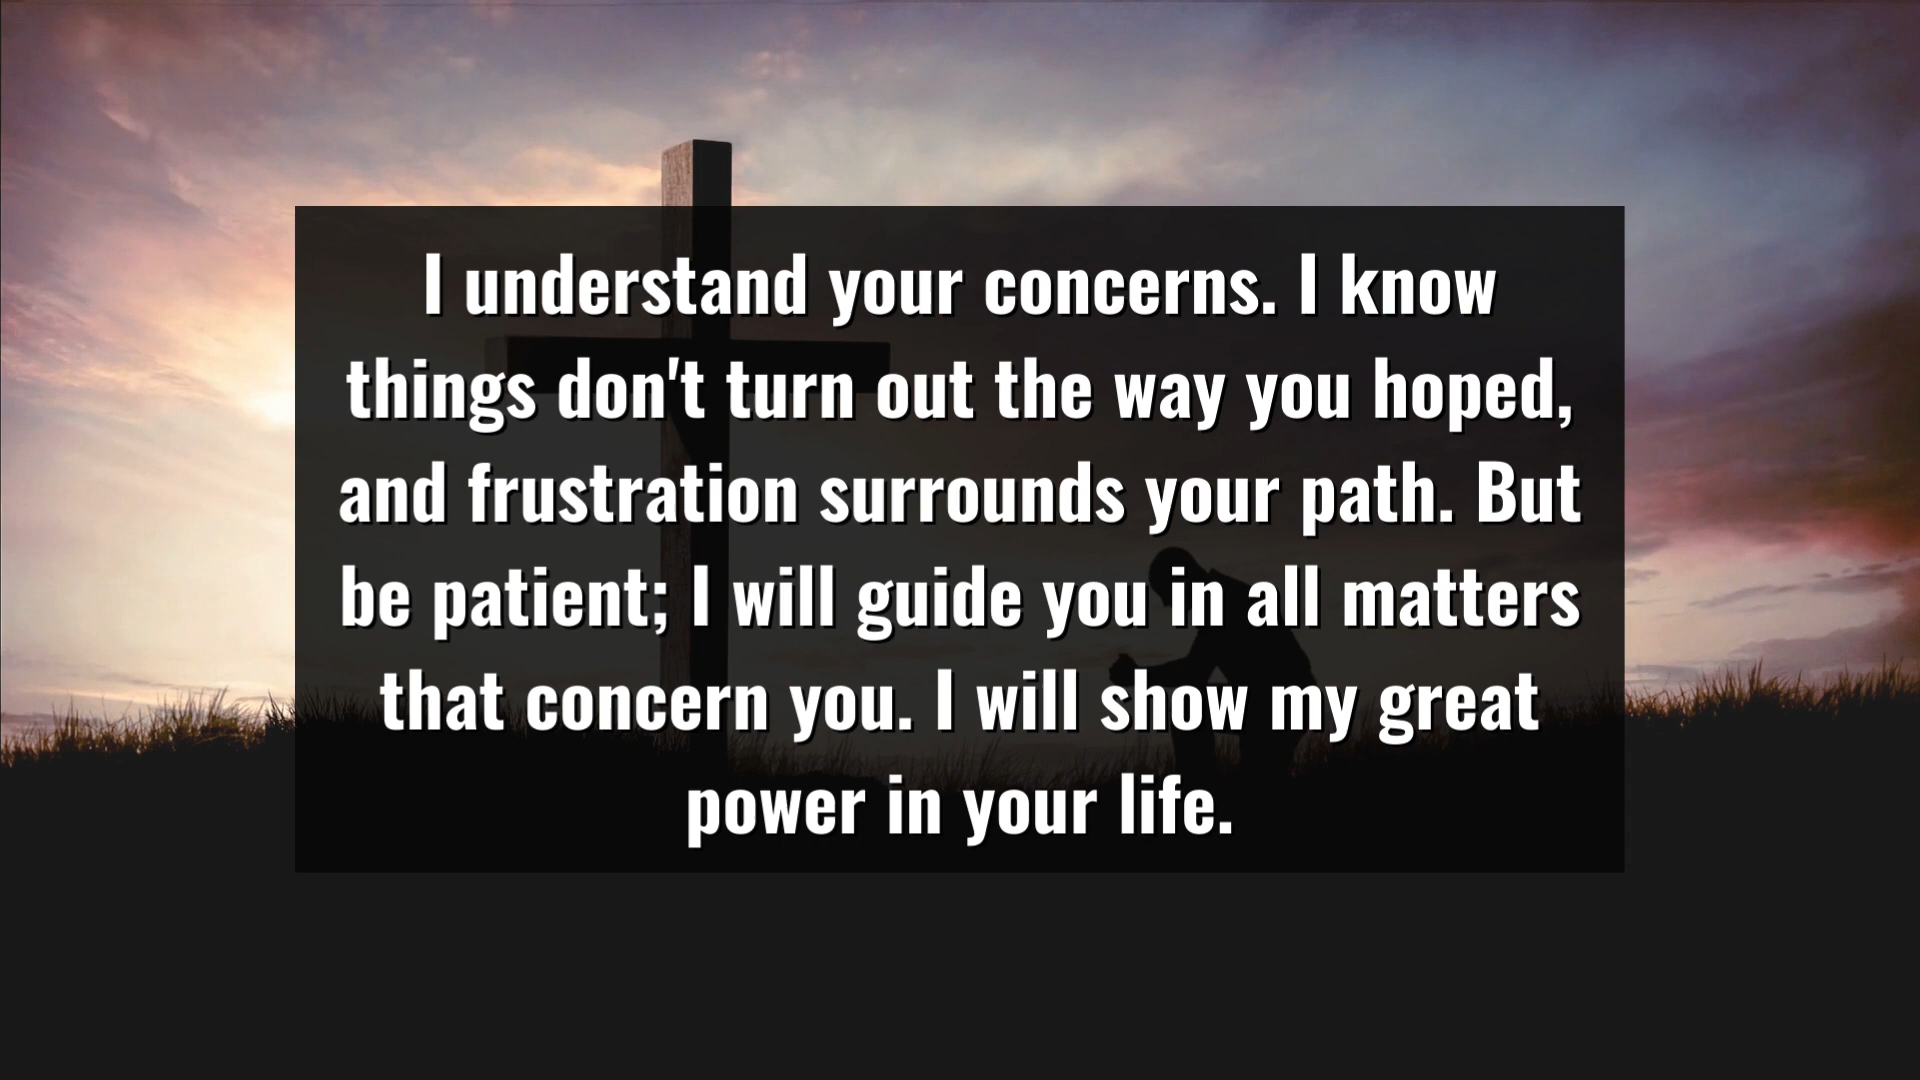 I understand your concerns. I know
things don't turn out the way you hoped,
and frustration surrounds your path. But
be patient; I will guide you in all matters
that concern you. I will show my great
power in your life.